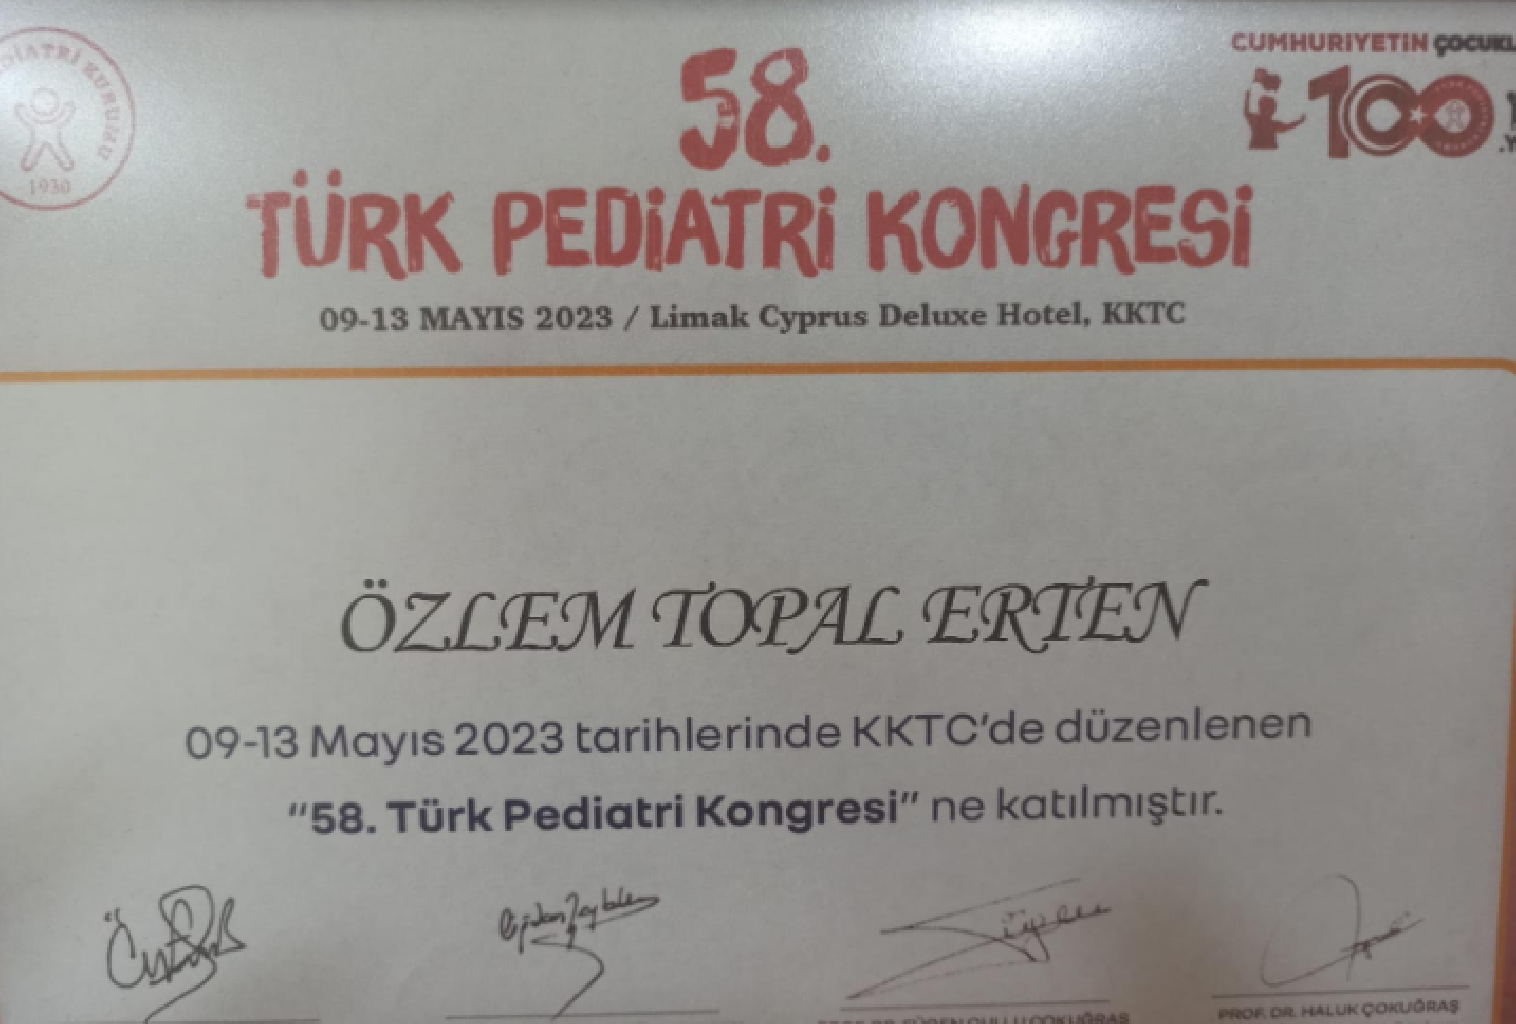 CUMHURİYETİN ÇOCUKL
100
1930
58.
TÜRK PEDİATRİ KONGRESİ
09-13 MAYIS 2023 / Limak Cyprus Deluxe Hotel, KKTC
ÖZLEM TOPAL ERTEN
09-13 Mayıs 2023 tarihlerinde KKTC'de düzenlenen
"58. Türk Pediatri Kongresi" ne katılmıştır.
PROF. DR. HALUK ÇOKUĞRAŞ